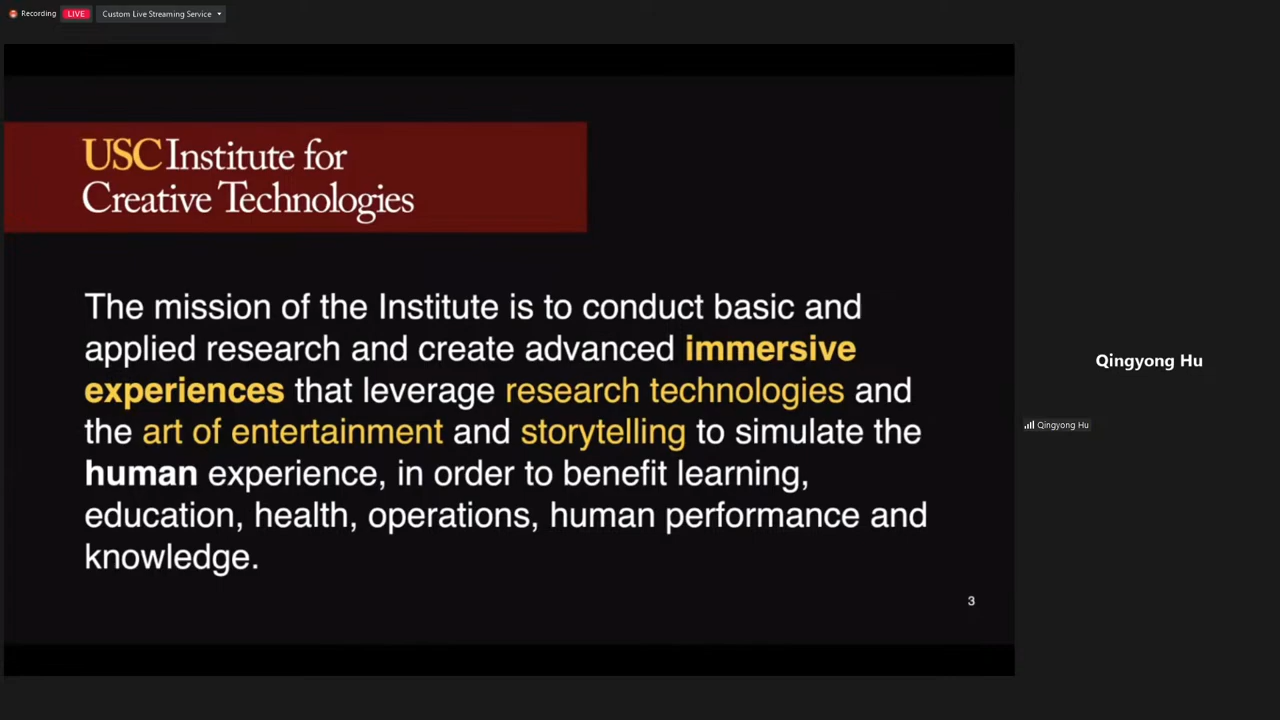 Recording LIVE Custom Live Streaming Service
USC Institute for
Creative Technologies
The mission of the Institute is to conduct basic and
applied research and create advanced immersive
experiences that leverage research technologies and
the art of entertainment and storytelling to simulate the
human experience, in order to benefit learning,
education, health, operations, human performance and
knowledge.
3
Qingyong Hu
Qingyong Hu